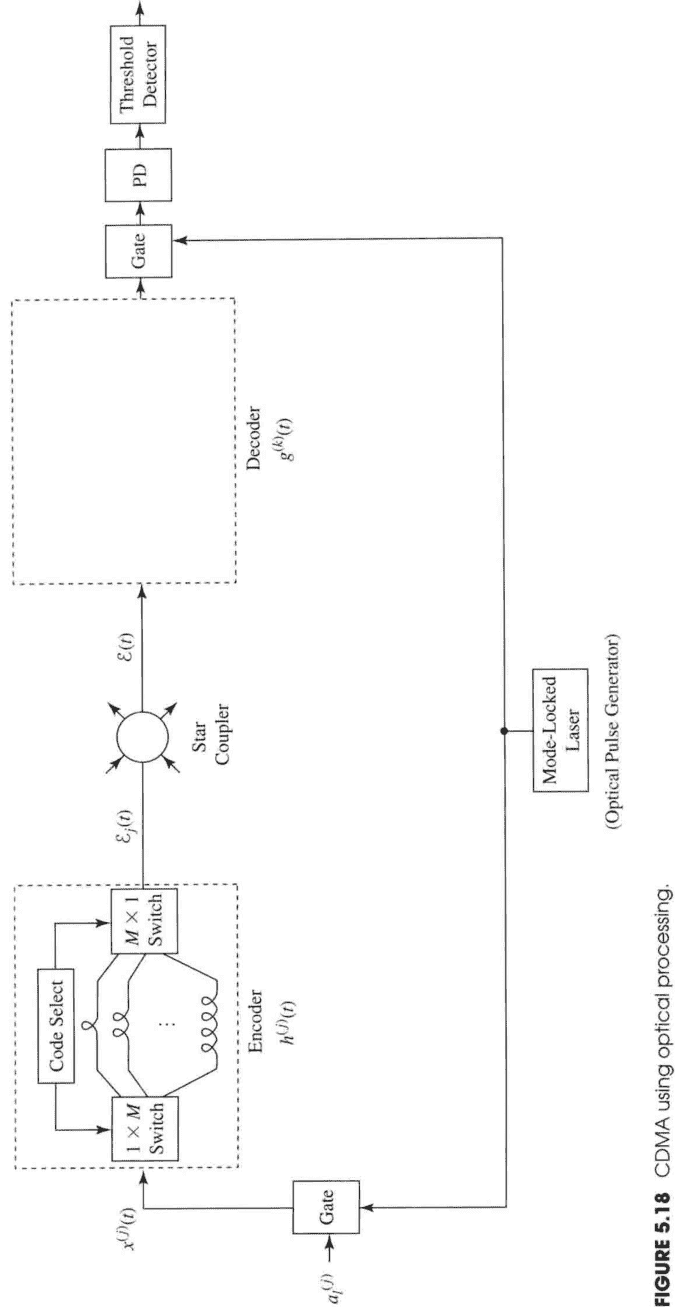 x^{(j)}(t)
Code Select
1 × M
Switch
⋮
M × 1
Switch
Encoder
h^{(j)}(t)
a_l^{(j)}
Gate
ℰ_j(t)
Star
Coupler
ℰ(t)
Decoder
g^{(k)}(t)
Gate
PD
Threshold
Detector
Mode-Locked
Laser
(Optical Pulse Generator)
FIGURE 5.18 CDMA using optical processing.